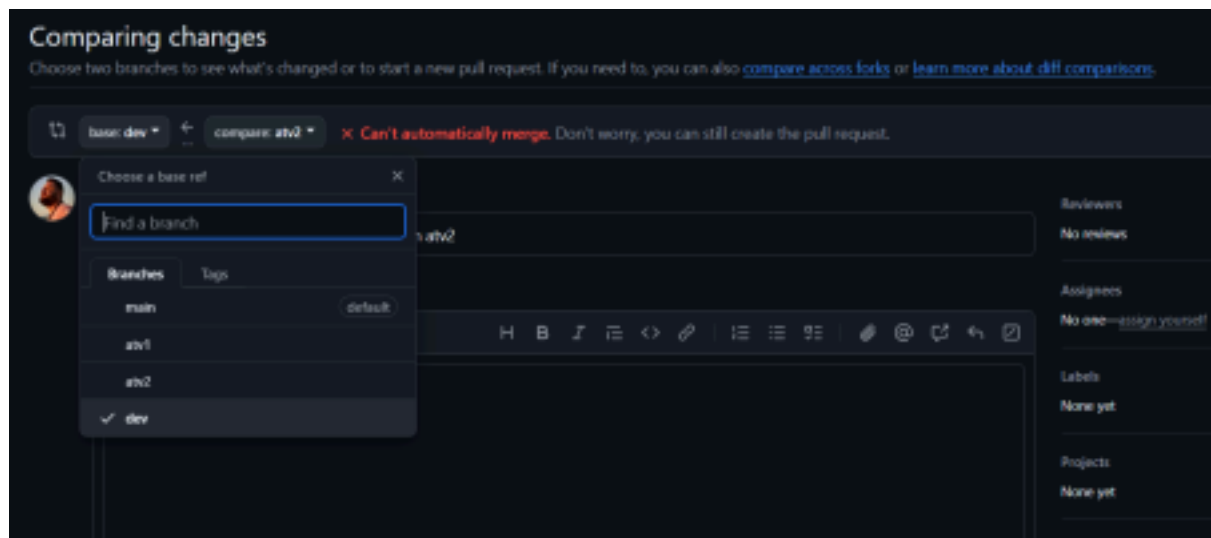 Comparing changes
Choose two branches to see what's changed or to start a new pull request. If you need to, you can also compare across forks or learn more about diff comparisons.
base: dev compare: atv2 × Can't automatically merge. Don't worry, you can still create the pull request.
Choose a base ref
Find a branch
atv2
Branches Tags
main default
atv1
atv2
dev
H B I
Reviewers
No reviews
Assignees
No one—assign yourself
Labels
None yet
Projects
None yet